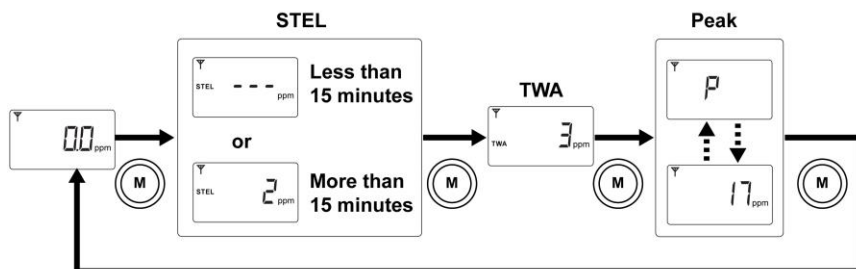 STEL
Peak
STEL --- ppm
Less than
15 minutes
TWA
P
0.0 ppm
or
TWA 3 ppm
M
M
M
M
STEL 2 ppm
More than
15 minutes
17 ppm